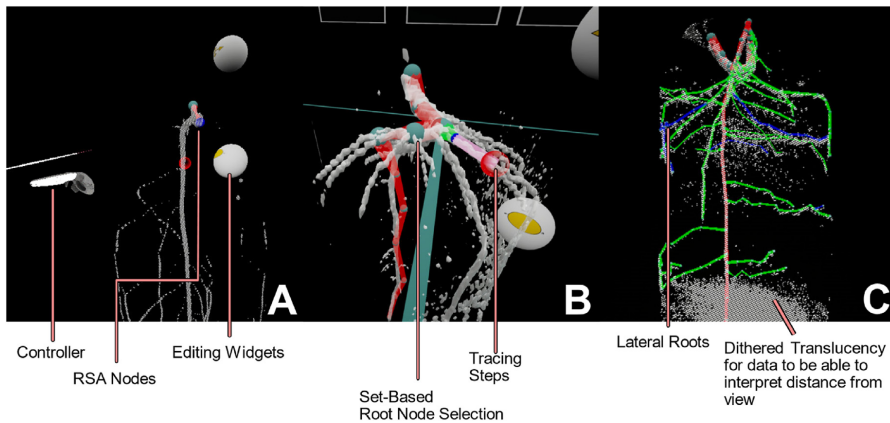 A
B
C
Controller
RSA Nodes
Editing Widgets
Set-Based
Root Node Selection
Tracing
Steps
Lateral Roots
Dithered Translucency
for data to be able to
interpret distance from
view